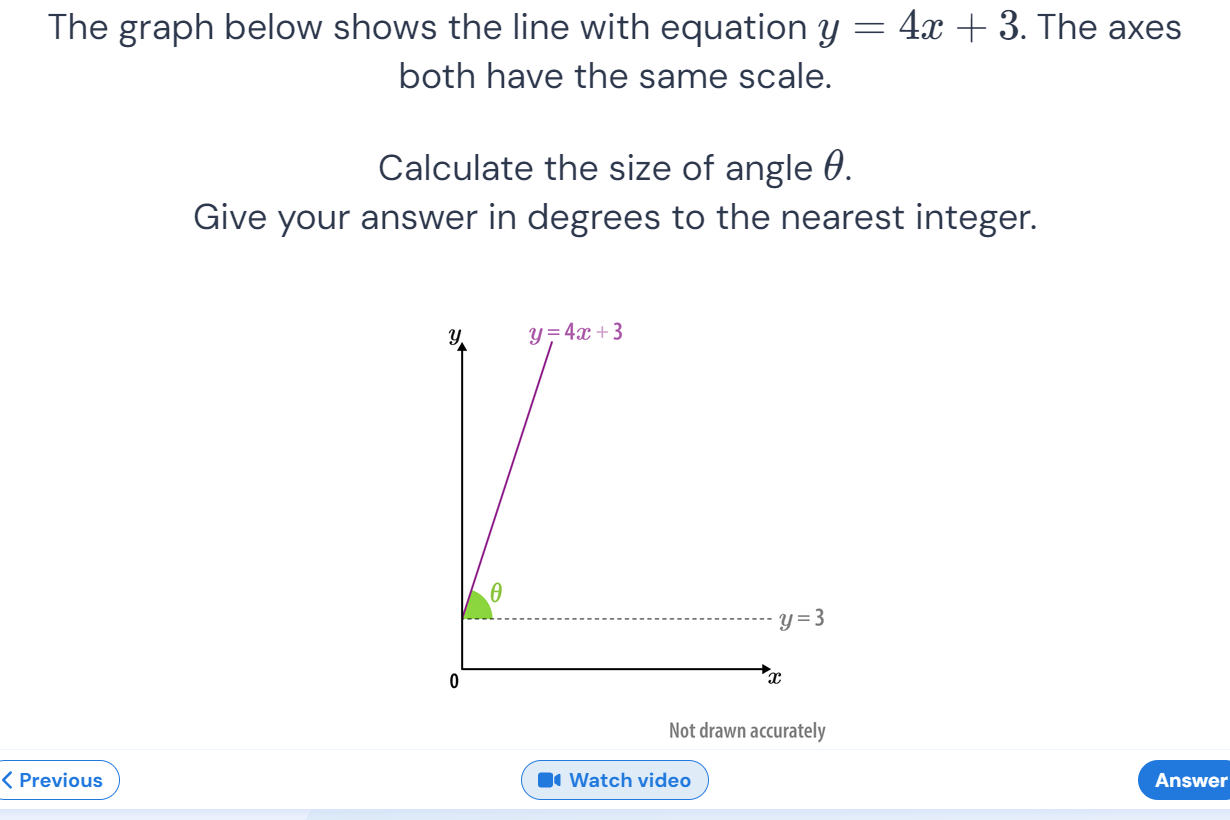 The graph below shows the line with equation y = 4x + 3. The axes
both have the same scale.
Calculate the size of angle θ.
Give your answer in degrees to the nearest integer.
y
y = 4x + 3
θ
y = 3
0
x
Not drawn accurately
Previous
Watch video
Answer